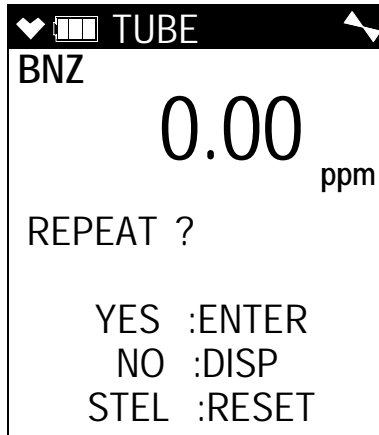 TUBE
BNZ
0.00
ppm
REPEAT ?
YES :ENTER
NO :DISP
STEL :RESET